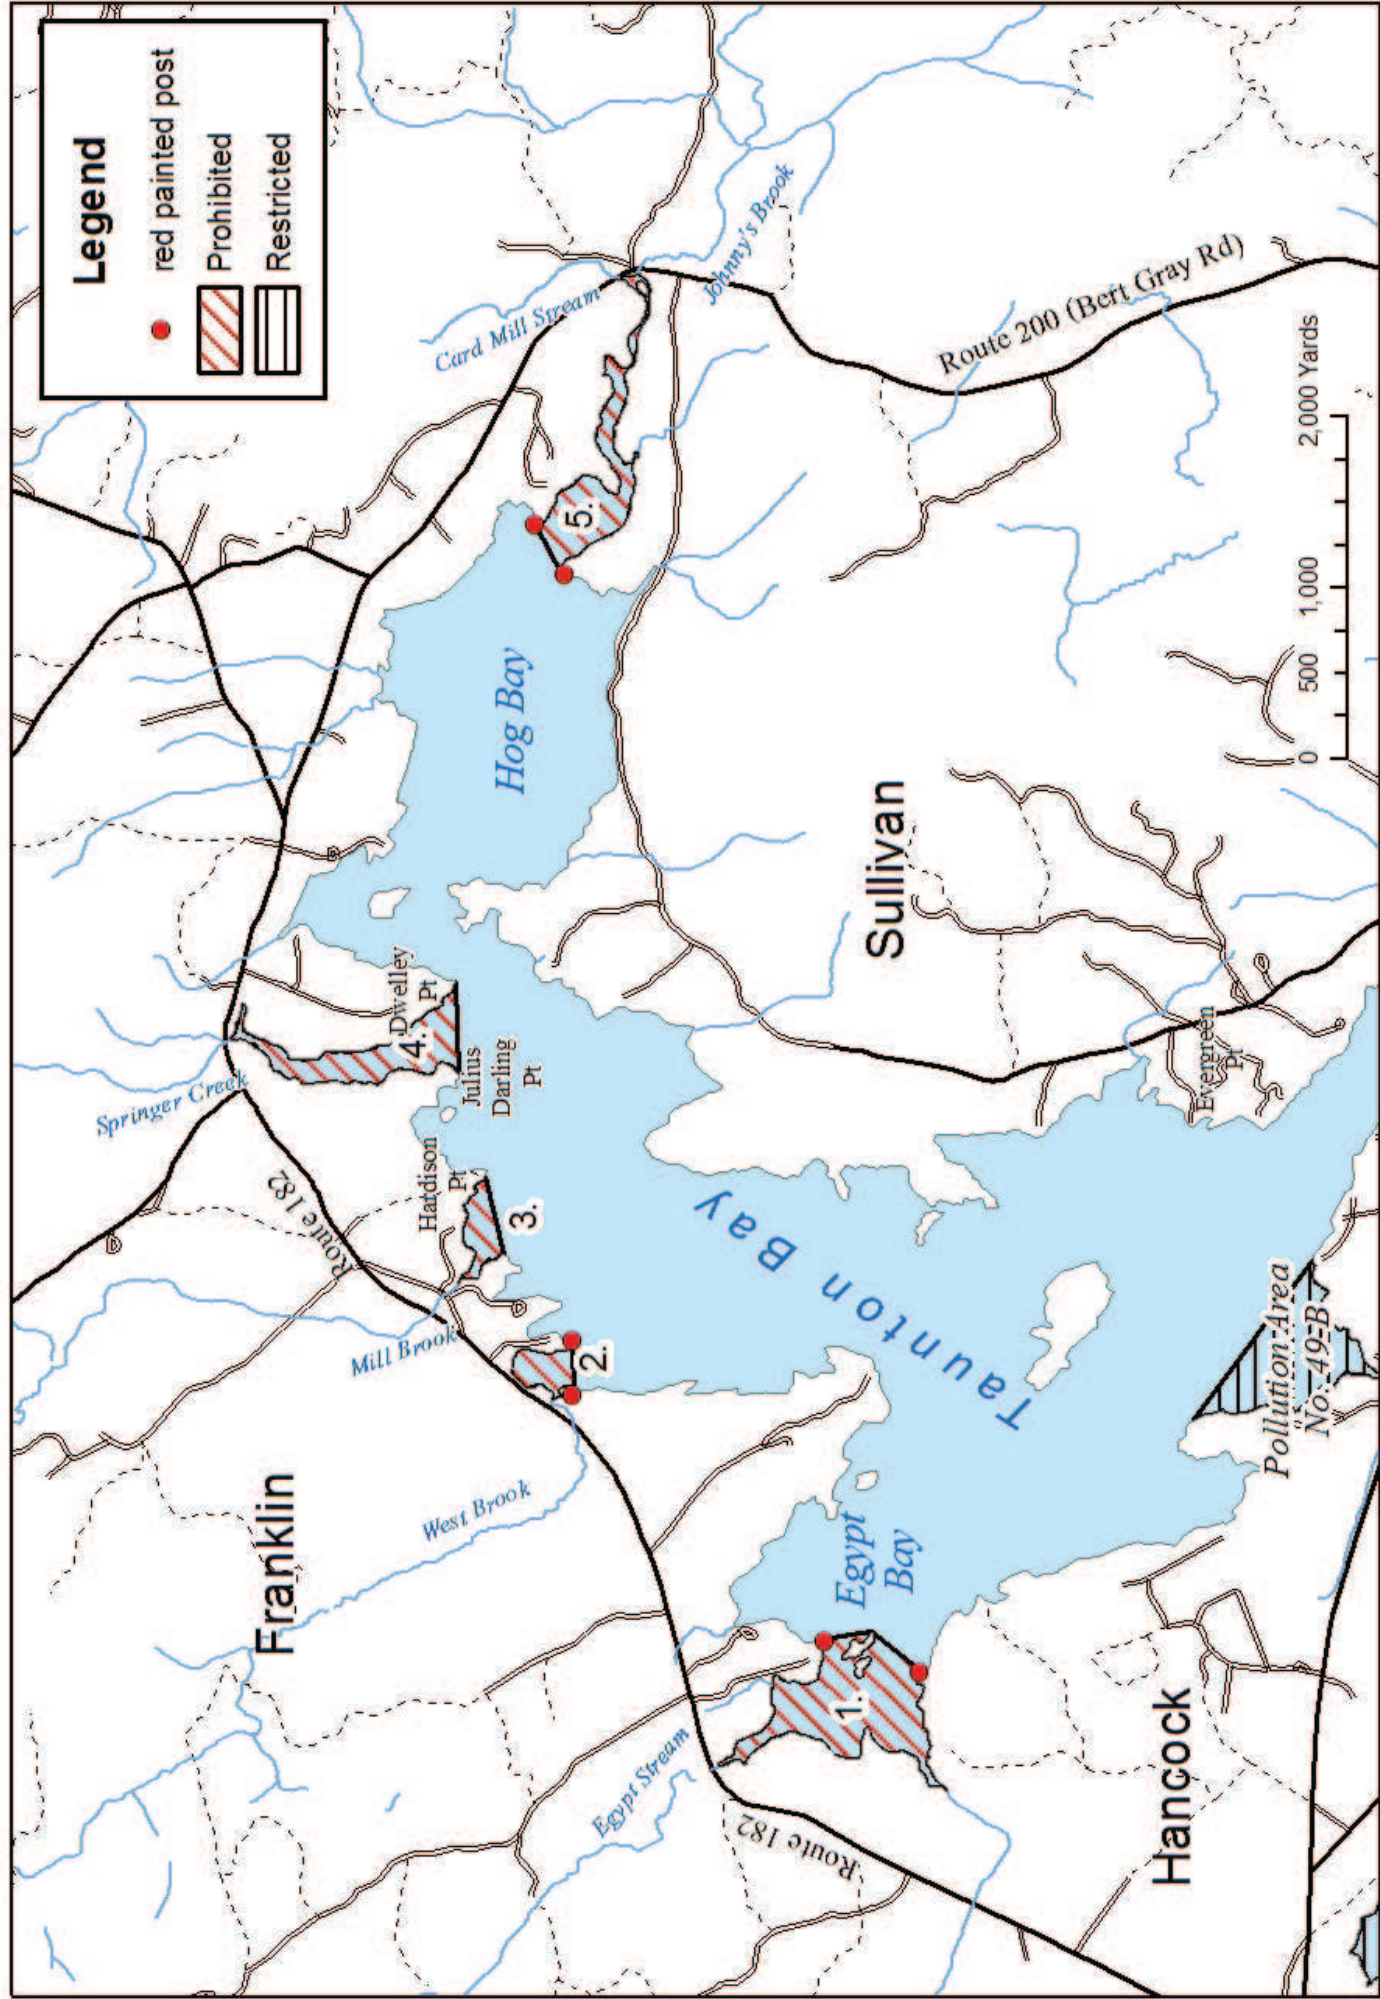 Legend
red painted post
Prohibited
Restricted
Franklin
Hancock
Sullivan
Route 182
Route 182
Route 200 (Bert Gray Rd)
Egypt Stream
West Brook
Mill Brook
Springer Creek
Card Mill Stream
Johnny's Brook
Hog Bay
Taunton Bay
Egypt
Bay
Hardison
Pt
Julius
Darling
Pt
Dwelley
Pt
Evergreen
Pt
1.
2.
3.
4.
5.
Pollution Area
No. 49-B
0 500 1,000 2,000 Yards